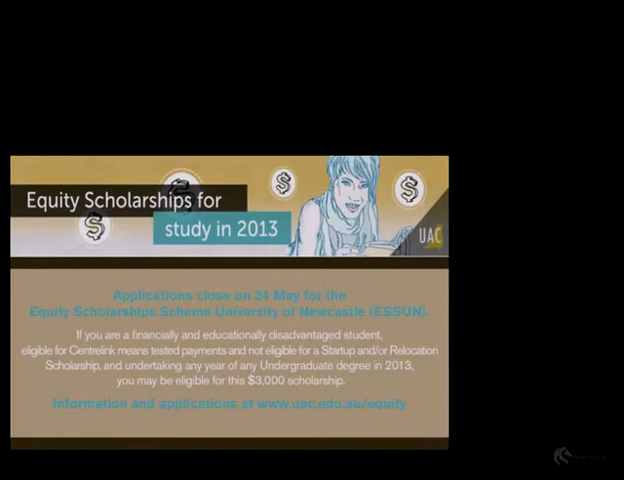 Equity Scholarships for
study in 2013
UAC
Applications close on 24 May for the
Equity Scholarships Scheme University of Newcastle (ESSUN).
If you are a financially and educationally disadvantaged student,
eligible for Centrelink means tested payments and not eligible for a Startup and/or Relocation
Scholarship, and undertaking any year of any Undergraduate degree in 2013,
you may be eligible for this $3,000 scholarship.
Information and applications at www.uac.edu.au/equity